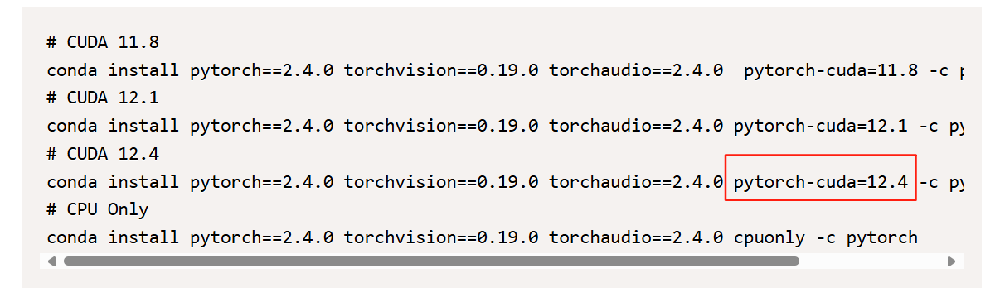 # CUDA 11.8
conda install pytorch==2.4.0 torchvision==0.19.0 torchaudio==2.4.0  pytorch-cuda=11.8 -c
# CUDA 12.1
conda install pytorch==2.4.0 torchvision==0.19.0 torchaudio==2.4.0 pytorch-cuda=12.1 -c py
# CUDA 12.4
conda install pytorch==2.4.0 torchvision==0.19.0 torchaudio==2.4.0 pytorch-cuda=12.4 -c py
# CPU Only
conda install pytorch==2.4.0 torchvision==0.19.0 torchaudio==2.4.0 cpuonly -c pytorch